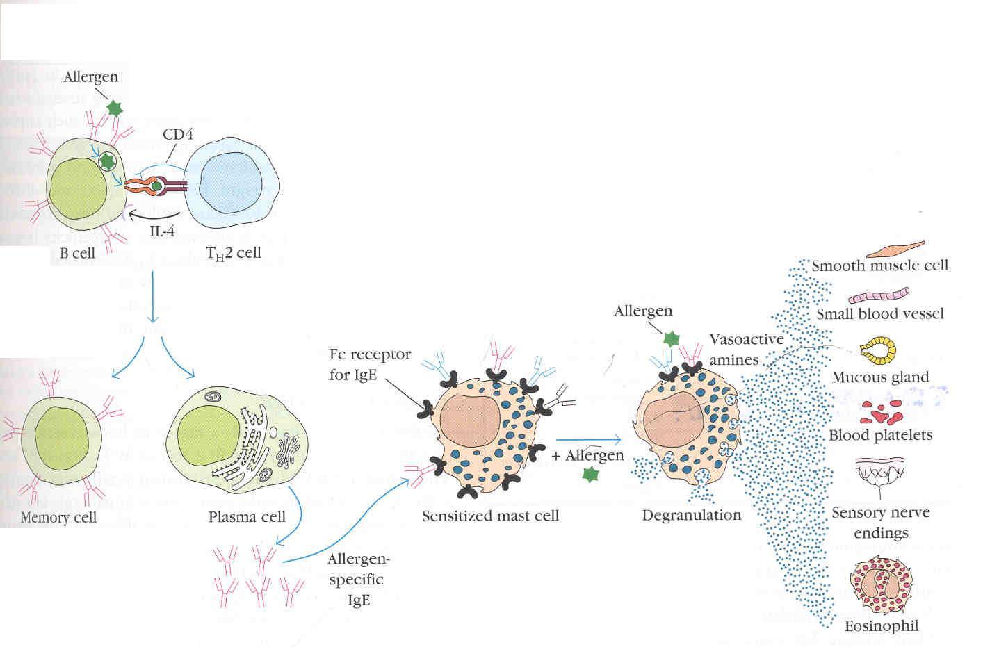 Allergen
CD4
IL-4
B cell
TH2 cell
Memory cell
Plasma cell
Allergen-
specific
IgE
Fc receptor
for IgE
Sensitized mast cell
+ Allergen
Allergen
Vasoactive
amines
Degranulation
Smooth muscle cell
Small blood vessel
Mucous gland
Blood platelets
Sensory nerve
endings
Eosinophil